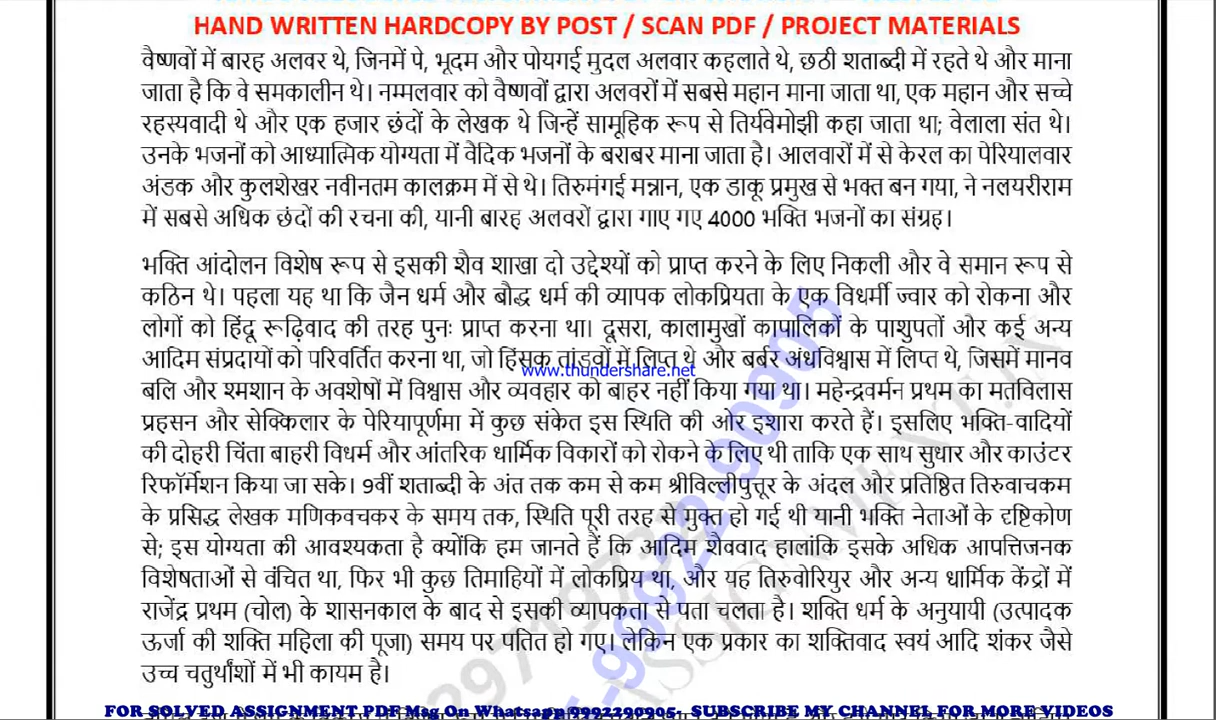 HAND WRITTEN HARDCOPY BY POST / SCAN PDF / PROJECT MATERIALS
वैष्णवों में बारह अलवर थे, जिनमें पे, भूदम और पोयगई मुदल अलवार कहलाते थे, छठी शताब्दी में रहते थे और माना
जाता है कि वे समकालीन थे। नम्मलवार को वैष्णवों द्वारा अलवरों में सबसे महान माना जाता था, एक महान और सच्चे
रहस्यवादी थे और एक हजार छंदों के लेखक थे जिन्हें सामूहिक रूप से तिर्यवेमोझी कहा जाता था; वेलाला संत थे।
उनके भजनों को आध्यात्मिक योग्यता में वैदिक भजनों के बराबर माना जाता है। आलवारों में से केरल का पेरियालवार
अंडक और कुलशेखर नवीनतम कालक्रम में से थे। तिरुमंगई मन्नान, एक डाकू प्रमुख से भक्त बन गया, ने नलयरीराम
में सबसे अधिक छंदों की रचना की, यानी बारह अलवरों द्वारा गाए गए 4000 भक्ति भजनों का संग्रह।
भक्ति आंदोलन विशेष रूप से इसकी शैव शाखा दो उद्देश्यों को प्राप्त करने के लिए निकली और वे समान रूप से
कठिन थे। पहला यह था कि जैन धर्म और बौद्ध धर्म की व्यापक लोकप्रियता के एक विधर्मी ज्वार को रोकना और
लोगों को हिंदू रूढ़िवाद की तरह पुनः प्राप्त करना था। दूसरा, कालामुखों कापालिकों के पाशुपतों और कई अन्य
आदिम संप्रदायों को परिवर्तित करना था, जो हिंसक तांडवों में लिप्त थे और बर्बर अंधविश्वास में लिप्त थे, जिसमें मानव
www.thundershare.net
बलि और श्मशान के अवशेषों में विश्वास और व्यवहार को बाहर नहीं किया गया था। महेन्द्रवर्मन प्रथम का मतविलास
प्रहसन और सेक्किलार के पेरियापूर्णमा में कुछ संकेत इस स्थिति की ओर इशारा करते हैं। इसलिए भक्ति-वादियों
की दोहरी चिंता बाहरी विधर्म और आंतरिक धार्मिक विकारों को रोकने के लिए थी ताकि एक साथ सुधार और काउंटर
रिफॉर्मेशन किया जा सके। 9वीं शताब्दी के अंत तक कम से कम श्रीविल्लीपुत्तूर के अंदल और प्रतिष्ठित तिरुवाचकम
के प्रसिद्ध लेखक मणिकवचकर के समय तक, स्थिति पूरी तरह से मुक्त हो गई थी यानी भक्ति नेताओं के दृष्टिकोण
से; इस योग्यता की आवश्यकता है क्योंकि हम जानते हैं कि आदिम शैववाद हालांकि इसके अधिक आपत्तिजनक
विशेषताओं से वंचित था, फिर भी कुछ तिमाहियों में लोकप्रिय था, और यह तिरुवोरियुर और अन्य धार्मिक केंद्रों में
राजेंद्र प्रथम (चोल) के शासनकाल के बाद से इसकी व्यापकता से पता चलता है। शक्ति धर्म के अनुयायी (उत्पादक
ऊर्जा की शक्ति महिला की पूजा) समय पर पतित हो गए। लेकिन एक प्रकार का शक्तिवाद स्वयं आदि शंकर जैसे
उच्च चतुर्थांशों में भी कायम है।
FOR SOLVED ASSIGNMENT PDF Msg On Whatsapp 9992290905- SUBSCRIBE MY CHANNEL FOR MORE VIDEOS